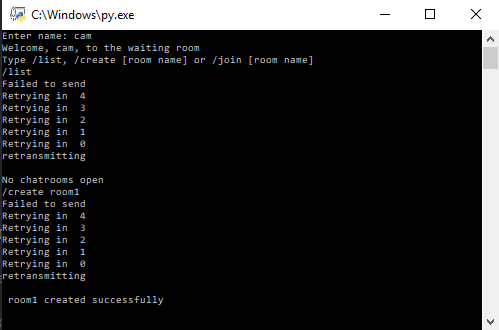 C:\Windows\py.exe
Enter name: cam
Welcome, cam, to the waiting room
Type /list, /create [room name] or /join [room name]
/list
Failed to send
Retrying in  4
Retrying in  3
Retrying in  2
Retrying in  1
Retrying in  0
retransmitting
No chatrooms open
/create room1
Failed to send
Retrying in  4
Retrying in  3
Retrying in  2
Retrying in  1
Retrying in  0
retransmitting
room1 created successfully